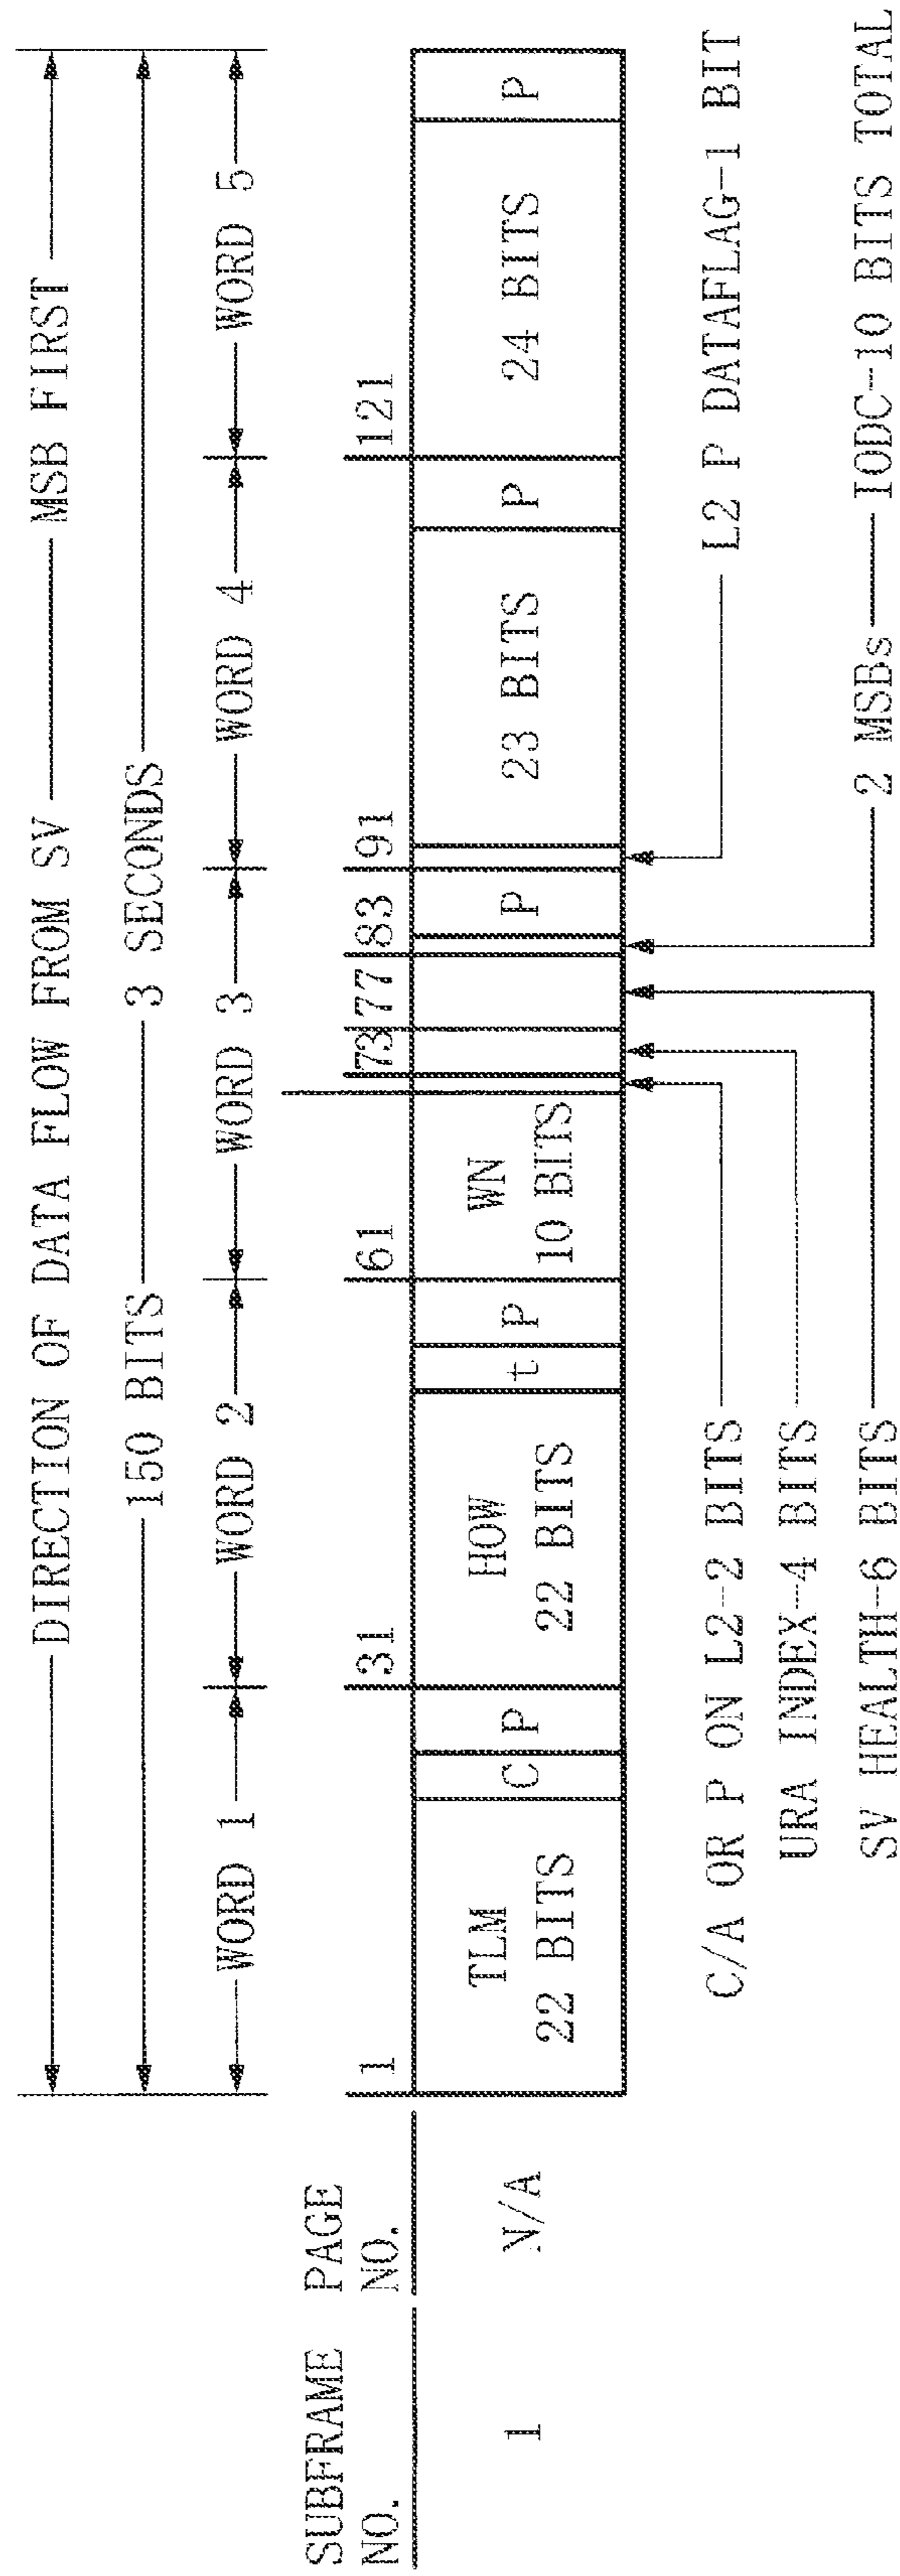 DIRECTION OF DATA FLOW FROM SV MSB FIRST
150 BITS 3 SECONDS
WORD 1 WORD 2 WORD 3 WORD 4 WORD 5
SUBFRAME NO. PAGE NO.
1 31 61 73 77 83 91 121
1 N/A
TLM 22 BITS C P HOW 22 BITS t P WN 10 BITS P 23 BITS P 24 BITS P
C/A OR P ON L2-2 BITS L2 P DATAFLAG-1 BIT
URA INDEX-4 BITS
SV HEALTH-6 BITS 2 MSBs IODC-10 BITS TOTAL